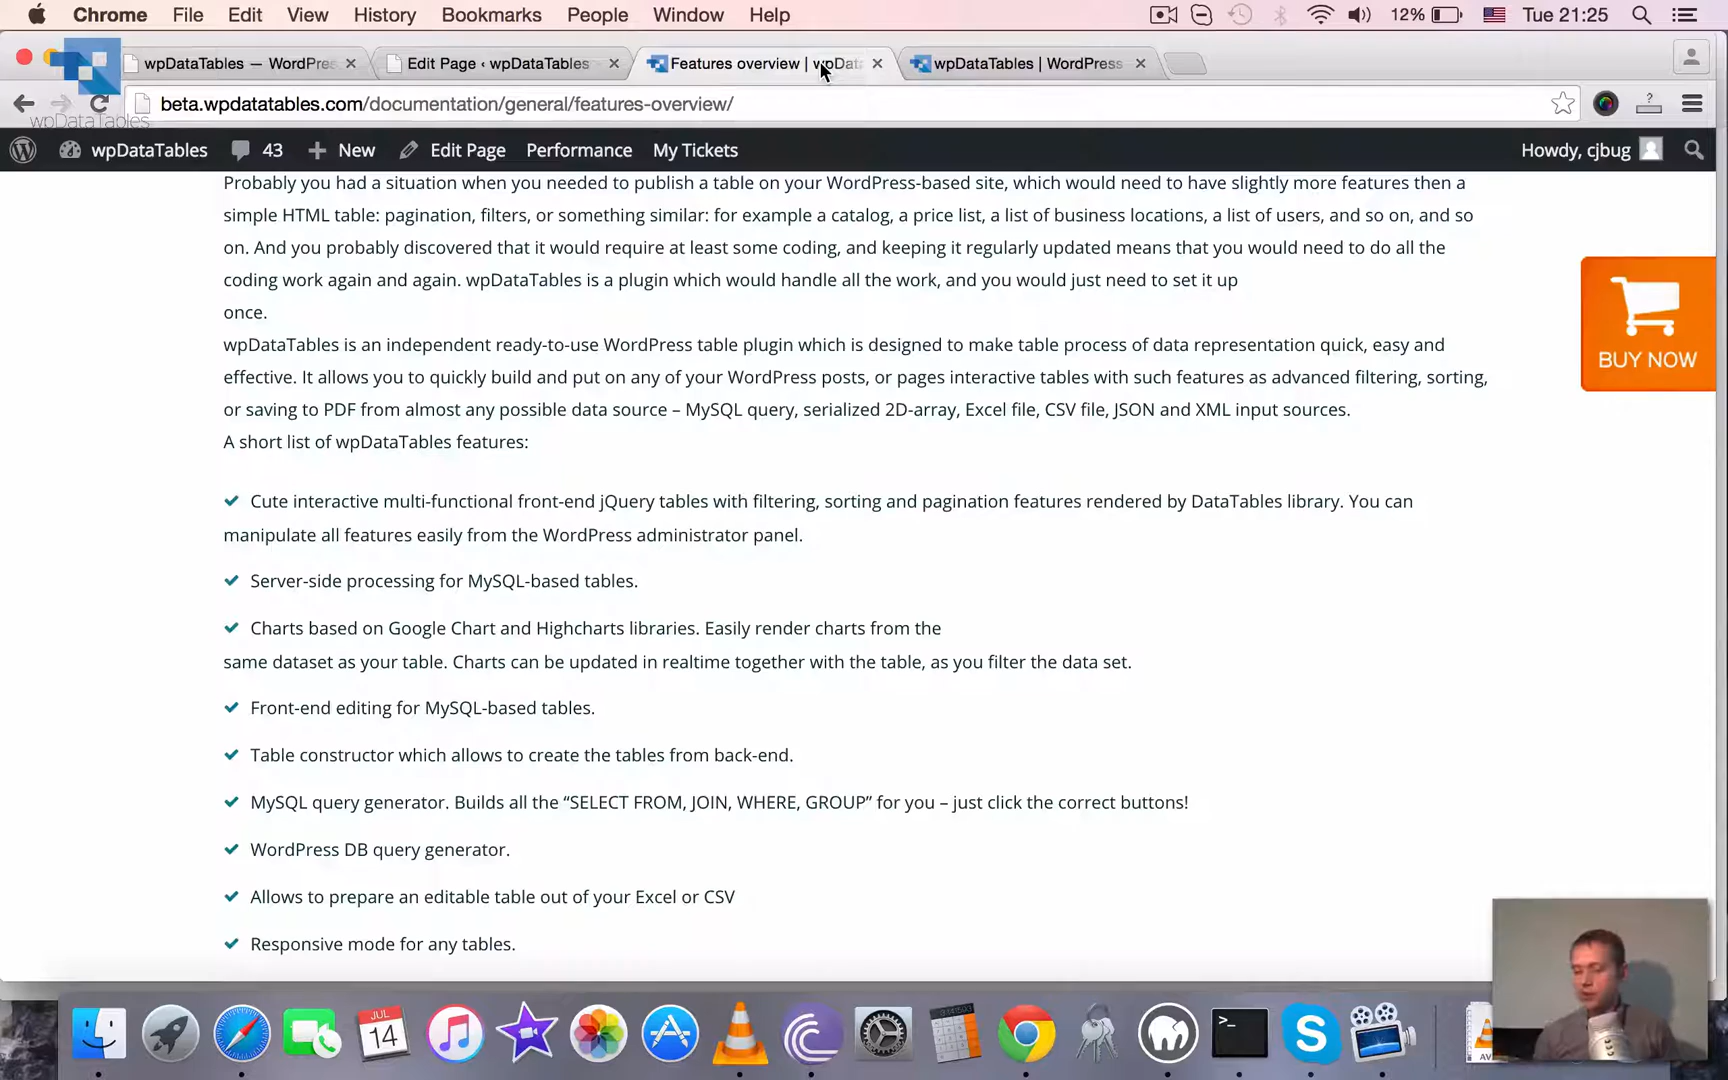 Chrome File Edit View History Bookmarks People Window Help 12% Tue 21:25
wpDataTables — WordPres Edit Page ‹ wpDataTables Features overview | wpData wpDataTables | WordPress
beta.wpdatatables.com/documentation/general/features-overview/ ?
wpDataTables
wpDataTables 43 New Edit Page Performance My Tickets Howdy, cjbug
Probably you had a situation when you needed to publish a table on your WordPress-based site, which would need to have slightly more features then a
simple HTML table: pagination, filters, or something similar: for example a catalog, a price list, a list of business locations, a list of users, and so on, and so
on. And you probably discovered that it would require at least some coding, and keeping it regularly updated means that you would need to do all the
coding work again and again. wpDataTables is a plugin which would handle all the work, and you would just need to set it up
once.
wpDataTables is an independent ready-to-use WordPress table plugin which is designed to make table process of data representation quick, easy and
effective. It allows you to quickly build and put on any of your WordPress posts, or pages interactive tables with such features as advanced filtering, sorting,
or saving to PDF from almost any possible data source – MySQL query, serialized 2D-array, Excel file, CSV file, JSON and XML input sources.
A short list of wpDataTables features:
BUY NOW
Cute interactive multi-functional front-end jQuery tables with filtering, sorting and pagination features rendered by DataTables library. You can
manipulate all features easily from the WordPress administrator panel.
Server-side processing for MySQL-based tables.
Charts based on Google Chart and Highcharts libraries. Easily render charts from the
same dataset as your table. Charts can be updated in realtime together with the table, as you filter the data set.
Front-end editing for MySQL-based tables.
Table constructor which allows to create the tables from back-end.
MySQL query generator. Builds all the “SELECT FROM, JOIN, WHERE, GROUP” for you – just click the correct buttons!
WordPress DB query generator.
Allows to prepare an editable table out of your Excel or CSV
Responsive mode for any tables.
JUL
14
>_
AV